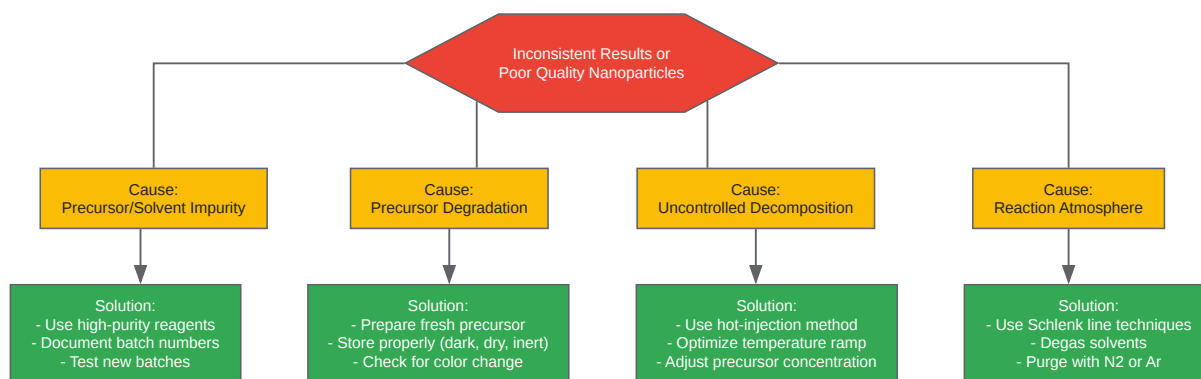 Inconsistent Results or
Poor Quality Nanoparticles
Cause:
Precursor/Solvent Impurity
Cause:
Precursor Degradation
Cause:
Uncontrolled Decomposition
Cause:
Reaction Atmosphere
Solution:
- Use high-purity reagents
- Document batch numbers
- Test new batches
Solution:
- Prepare fresh precursor
- Store properly (dark, dry, inert)
- Check for color change
Solution:
- Use hot-injection method
- Optimize temperature ramp
- Adjust precursor concentration
Solution:
- Use Schlenk line techniques
- Degas solvents
- Purge with N2 or Ar